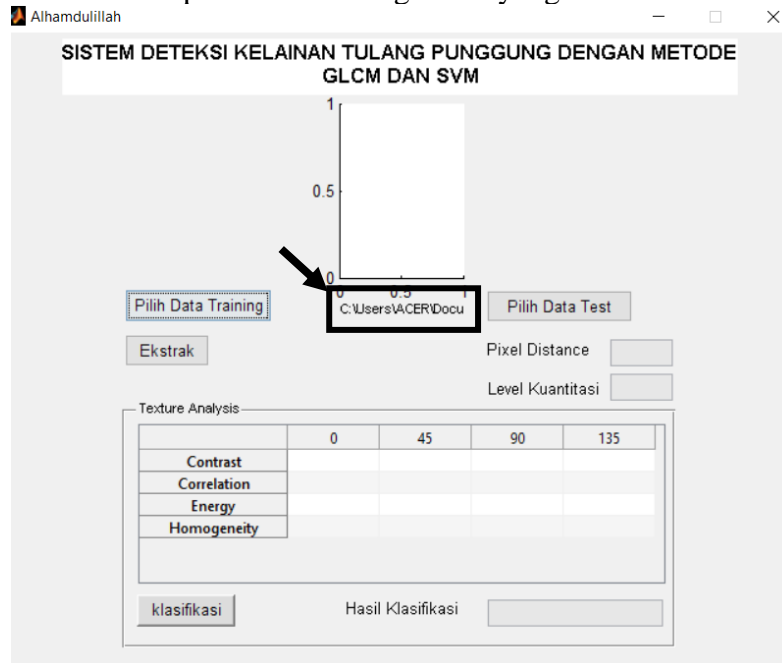 Alhamdulillah
SISTEM DETEKSI KELAINAN TULANG PUNGGUNG DENGAN METODE
GLCM DAN SVM
1
0.5
0
0 0.5 1
Pilih Data Training
C:\Users\ACER\Docu
Pilih Data Test
Ekstrak
Pixel Distance
Level Kuantitasi
Texture Analysis
0 45 90 135
Contrast
Correlation
Energy
Homogeneity
klasifikasi
Hasil Klasifikasi